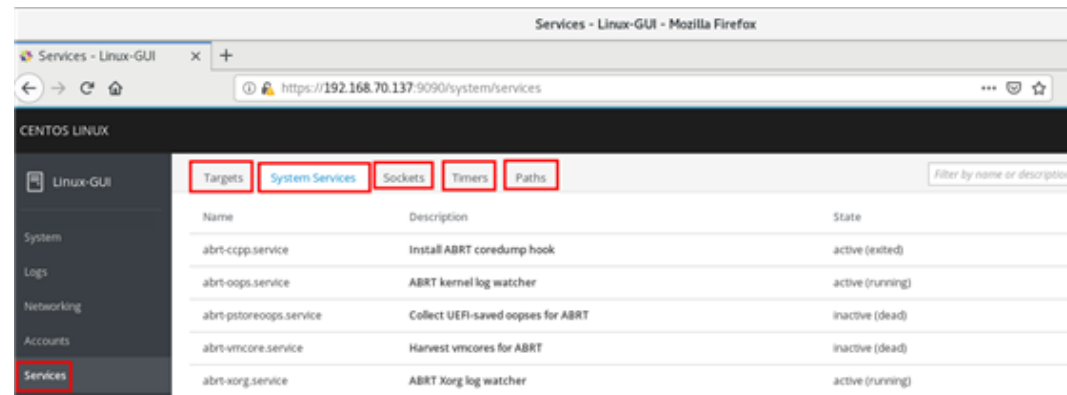 Services - Linux-GUI - Mozilla Firefox
Services - Linux-GUI × +
https://192.168.70.137:9090/system/services
CENTOS LINUX
Linux-GUI
Targets System Services Sockets Timers Paths Filter by name or description
Name Description State
System
abrt-ccpp.service Install ABRT coredump hook active (exited)
Logs
abrt-oops.service ABRT kernel log watcher active (running)
Networking
abrt-pstoreoops.service Collect UEFI-saved oopses for ABRT inactive (dead)
Accounts
abrt-vmcore.service Harvest vmcores for ABRT inactive (dead)
Services
abrt-xorg.service ABRT Xorg log watcher active (running)